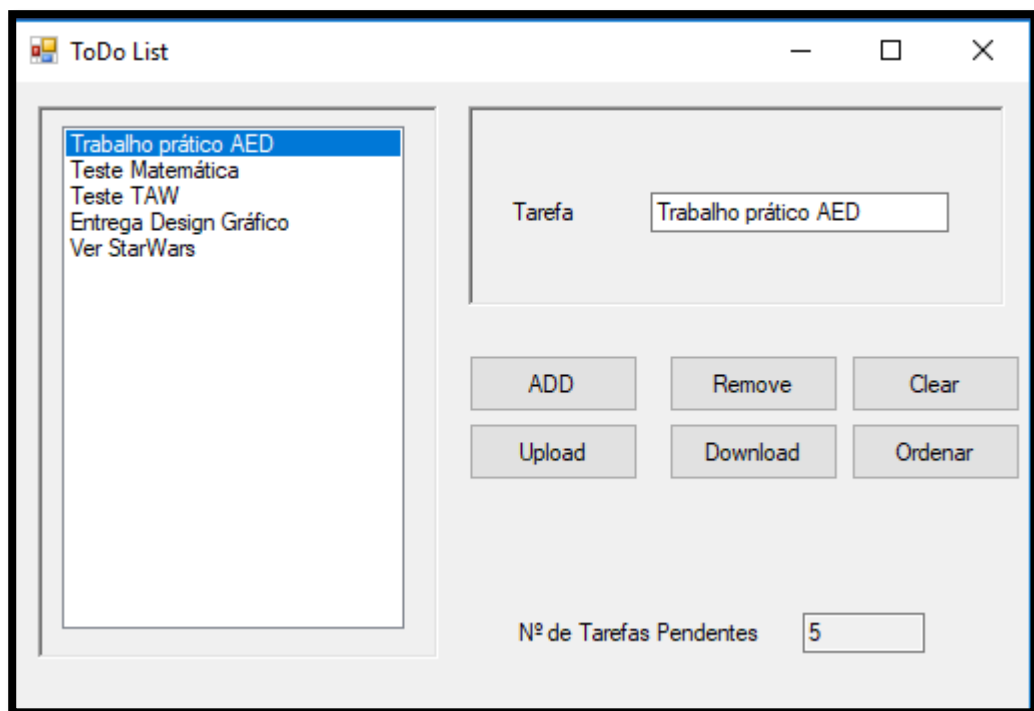 ToDo List
Trabalho prático AED
Teste Matemática
Teste TAW
Entrega Design Gráfico
Ver StarWars
Tarefa Trabalho prático AED
ADD Remove Clear
Upload Download Ordenar
Nº de Tarefas Pendentes 5